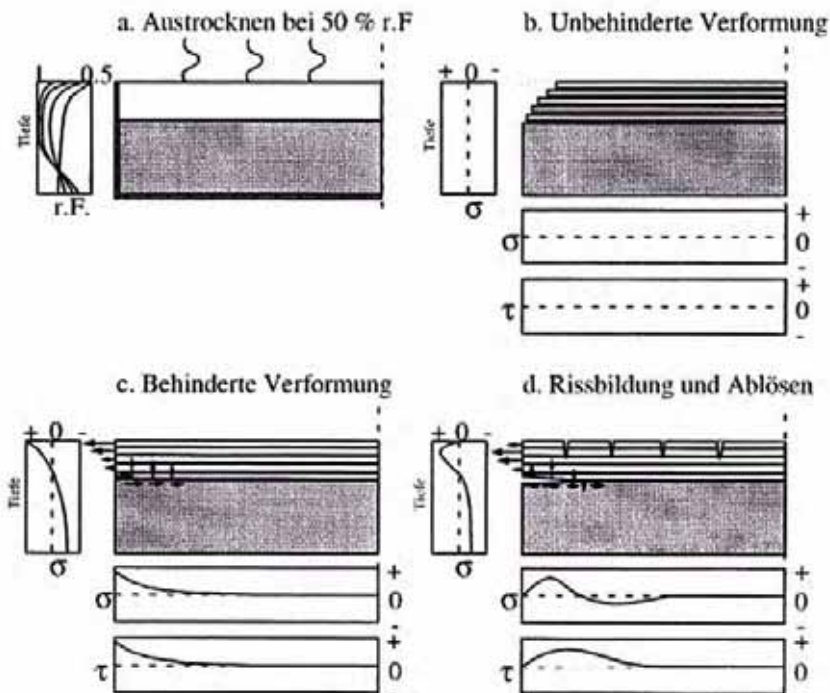 a. Austrocknen bei 50 % r.F
1 0.5
Tiefe
r.F.
b. Unbehinderte Verformung
+ 0 -
Tiefe
σ
σ + 0 -
τ + 0 -
c. Behinderte Verformung
+ 0 -
Tiefe
σ
σ + 0 -
τ + 0
d. Rissbildung und Ablösen
+ 0 -
Tiefe
σ
σ + 0 -
τ + 0